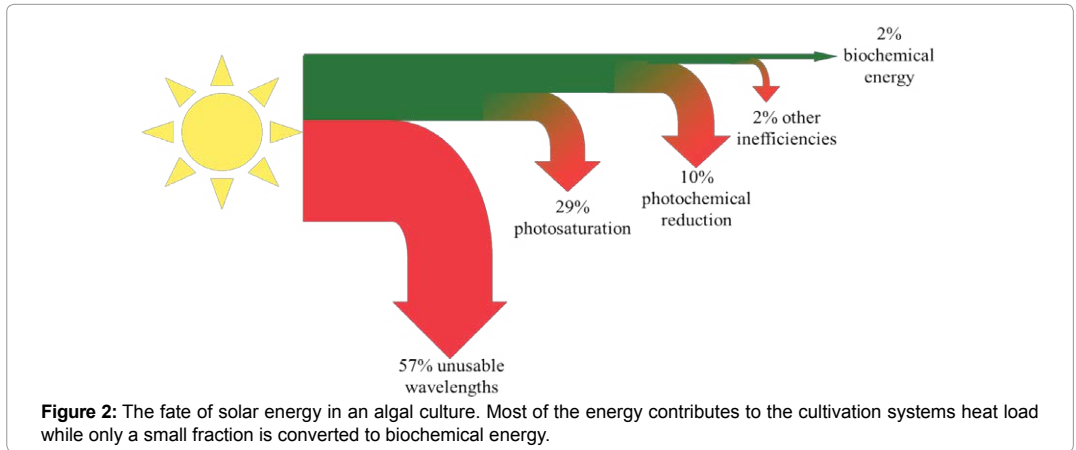 2%
biochemical
energy
2% other
inefficiencies
10%
photochemical
reduction
29%
photosaturation
57% unusable
wavelengths
Figure 2: The fate of solar energy in an algal culture. Most of the energy contributes to the cultivation systems heat load
while only a small fraction is converted to biochemical energy.